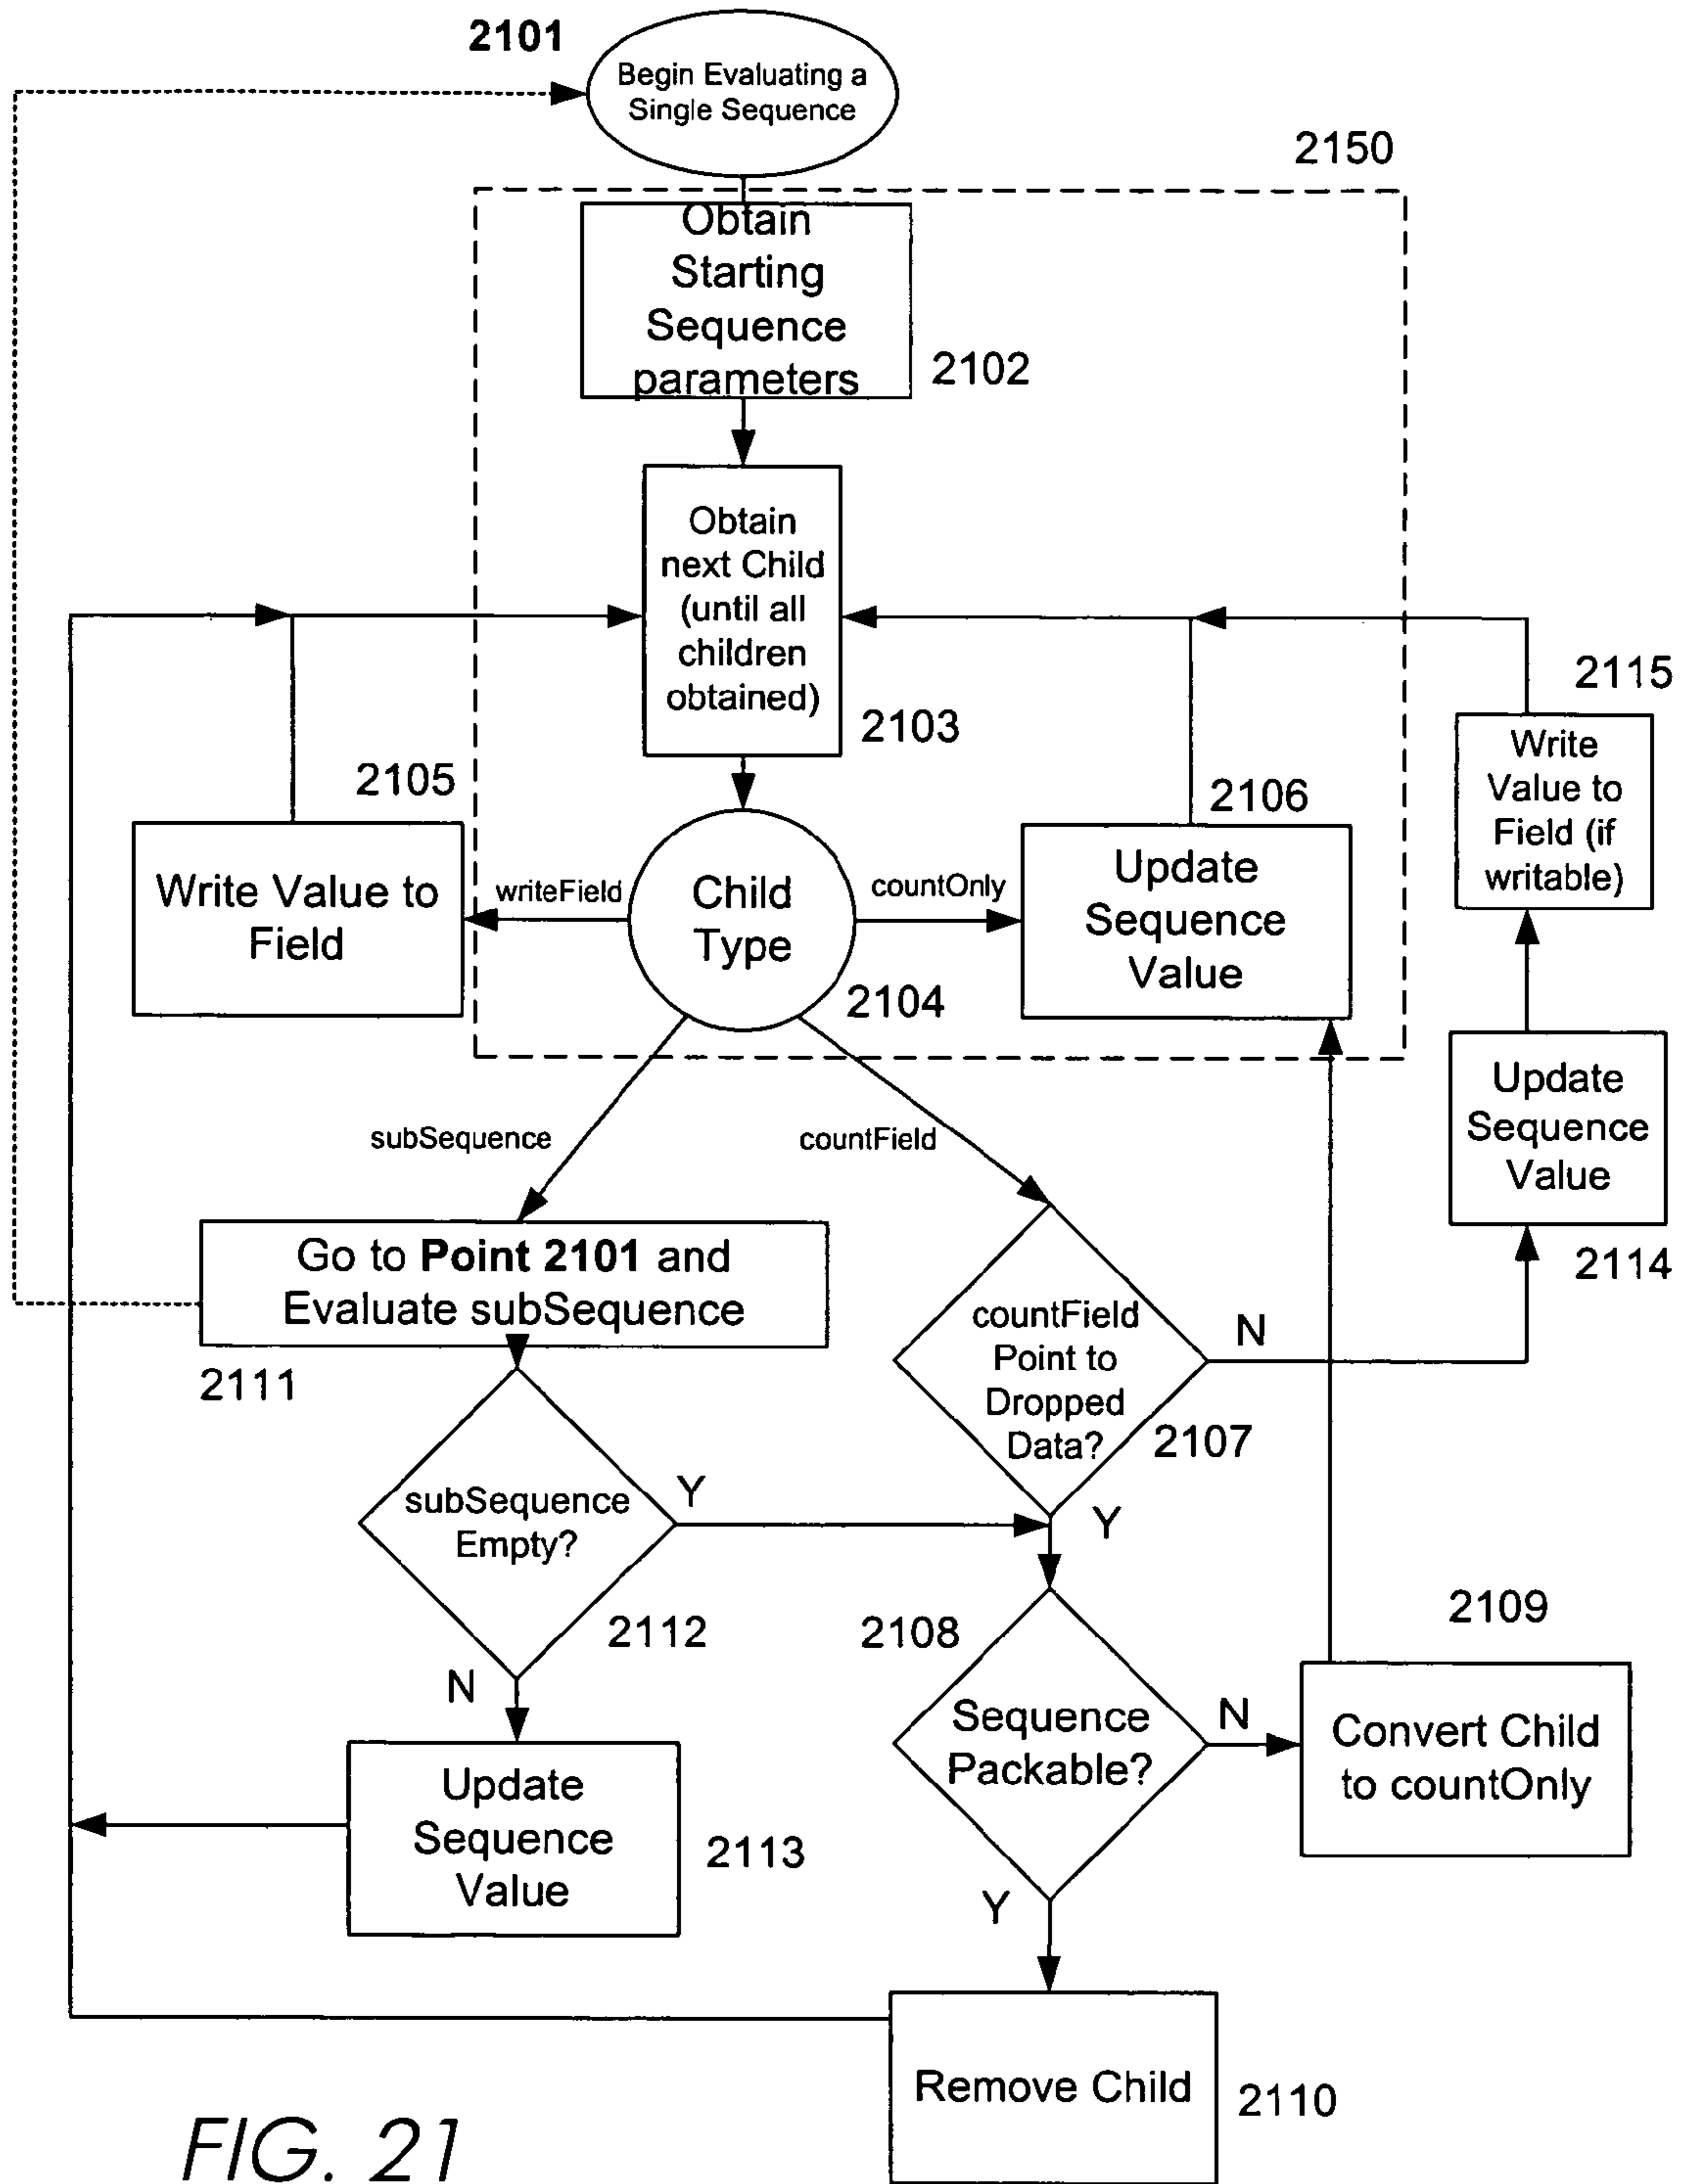 2101
Begin Evaluating a
Single Sequence
2150
Obtain
Starting
Sequence
parameters
2102
Obtain
next Child
(until all
children
obtained)
2103
2115
Write
Value to
Field (if
writable)
2105
2106
Write Value to
Field
writeField
Child
Type
countOnly
Update
Sequence
Value
2104
Update
Sequence
Value
2114
subSequence
countField
Go to Point 2101 and
Evaluate subSequence
2111
countField
Point to
Dropped
Data?
N
2107
Y
subSequence
Empty?
Y
2112
N
2108
2109
Sequence
Packable?
N
Convert Child
to countOnly
Update
Sequence
Value
2113
Y
Remove Child
2110
FIG. 21